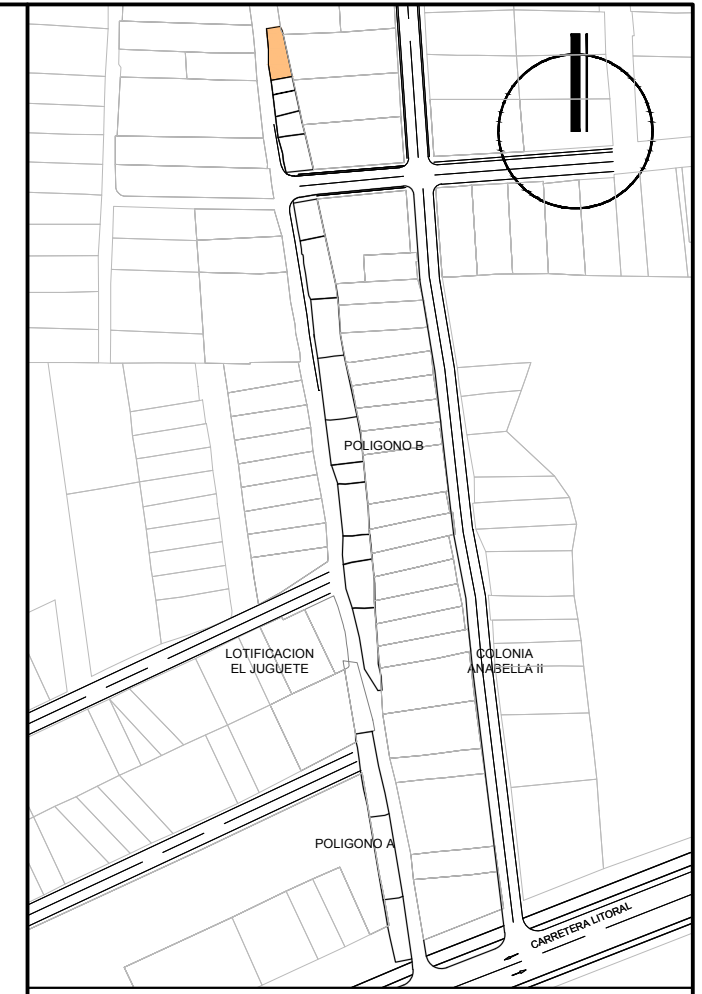 POLIGONO B
LOTIFICACION
EL JUGUETE
COLONIA
ANABELLA II
POLIGONO A
CARRETERA LITORAL